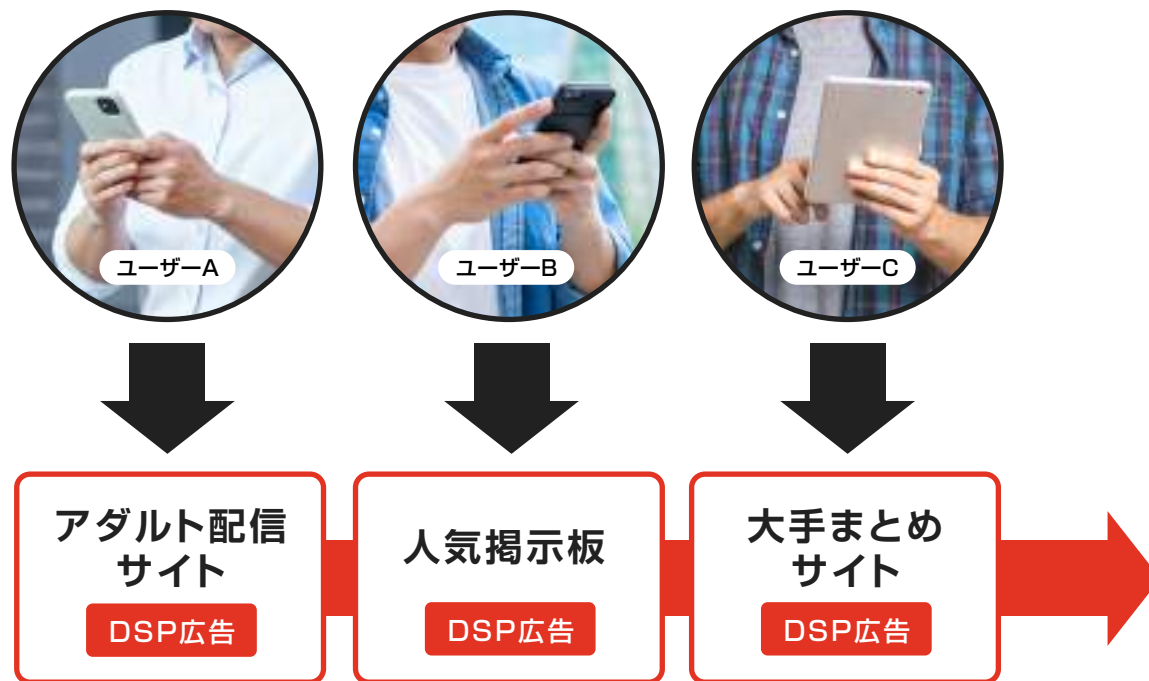 ユーザーA
ユーザーB
ユーザーC
アダルト配信
サイト
DSP広告
人気掲示板
DSP広告
大手まとめ
サイト
DSP広告